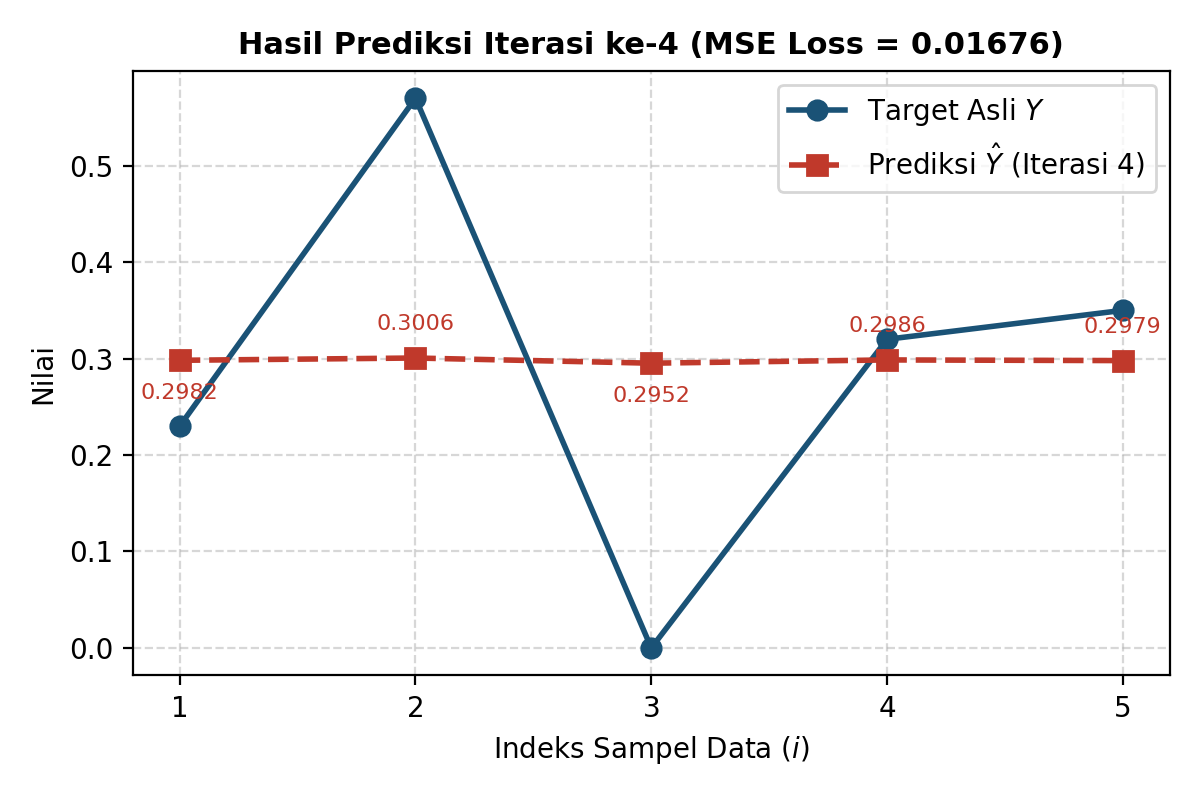 Hasil Prediksi Iterasi ke-4 (MSE Loss = 0.01676)
Target Asli Y
Prediksi Ŷ (Iterasi 4)
Nilai
0.5
0.4
0.3
0.2
0.1
0.0
0.2982
0.3006
0.2952
0.2986
0.2979
1 2 3 4 5
Indeks Sampel Data (i)